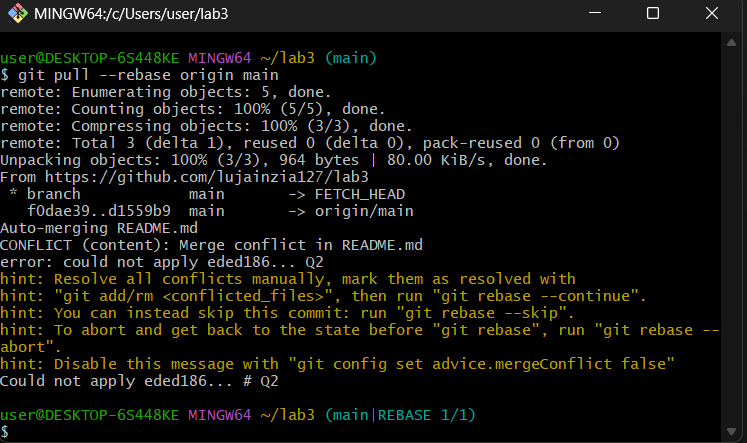 MINGW64:/c/Users/user/lab3
user@DESKTOP-6S448KE MINGW64 ~/lab3 (main)
$ git pull --rebase origin main
remote: Enumerating objects: 5, done.
remote: Counting objects: 100% (5/5), done.
remote: Compressing objects: 100% (3/3), done.
remote: Total 3 (delta 1), reused 0 (delta 0), pack-reused 0 (from 0)
Unpacking objects: 100% (3/3), 964 bytes | 80.00 KiB/s, done.
From https://github.com/lujainzia127/lab3
 * branch            main       -> FETCH_HEAD
   f0dae39..d1559b9  main       -> origin/main
Auto-merging README.md
CONFLICT (content): Merge conflict in README.md
error: could not apply eded186... Q2
hint: Resolve all conflicts manually, mark them as resolved with
hint: "git add/rm <conflicted_files>", then run "git rebase --continue".
hint: You can instead skip this commit: run "git rebase --skip".
hint: To abort and get back to the state before "git rebase", run "git rebase --
abort".
hint: Disable this message with "git config set advice.mergeConflict false"
Could not apply eded186... # Q2
user@DESKTOP-6S448KE MINGW64 ~/lab3 (main|REBASE 1/1)
$